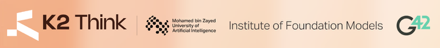 K2 Think
Mohamed bin Zayed
University of
Artificial Intelligence
Institute of Foundation Models
G42